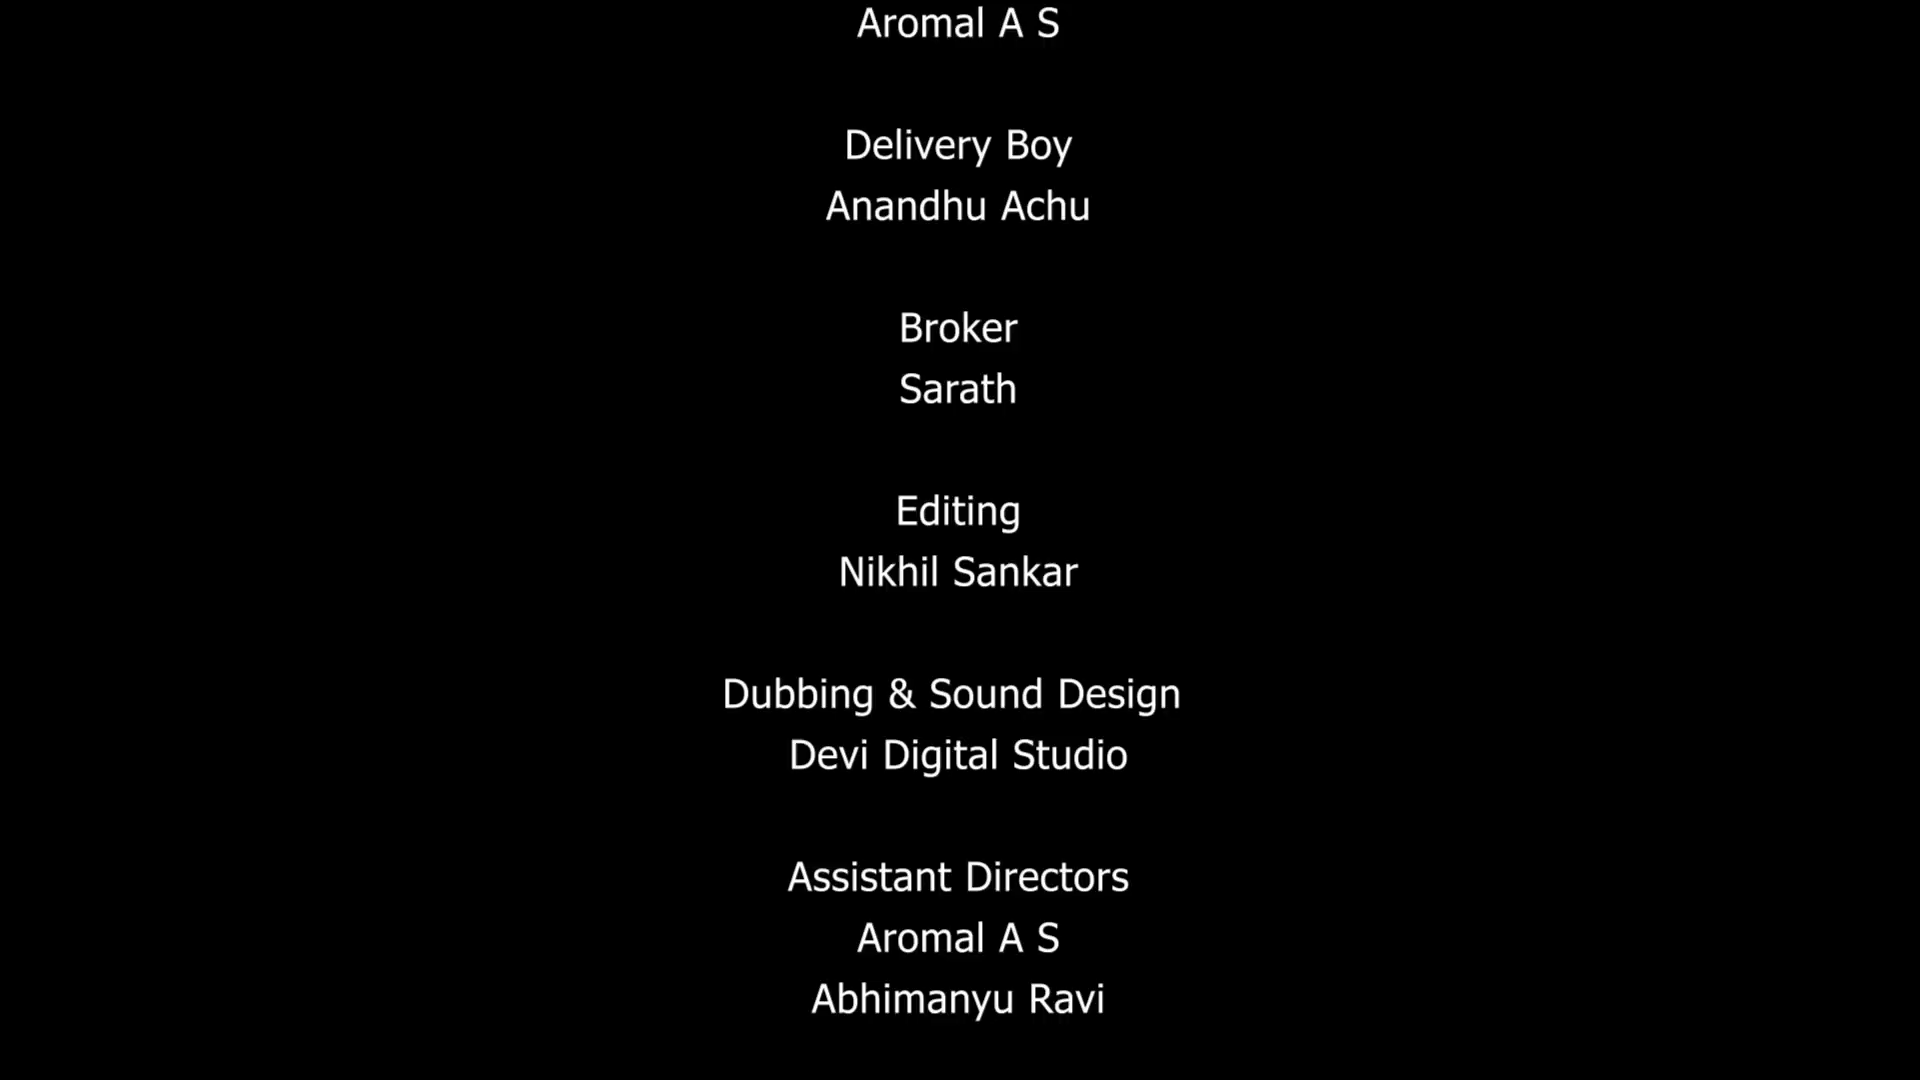 Aromal A S
Delivery Boy
Anandhu Achu
Broker
Sarath
Editing
Nikhil Sankar
Dubbing & Sound Design
Devi Digital Studio
Assistant Directors
Aromal A S
Abhimanyu Ravi